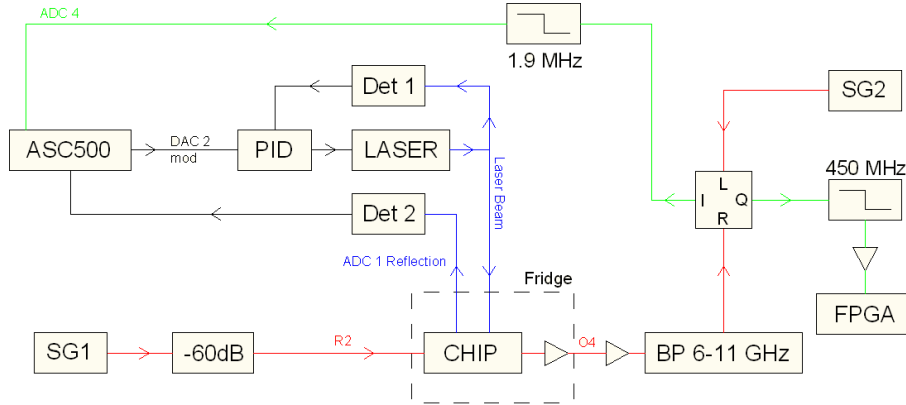 ADC 4
1.9 MHz
Det 1
SG2
ASC500
DAC 2
mod
PID
LASER
Laser Beam
450 MHz
L
I
Q
R
Det 2
ADC 1 Reflection
Fridge
FPGA
SG1
-60dB
R2
CHIP
O4
BP 6-11 GHz